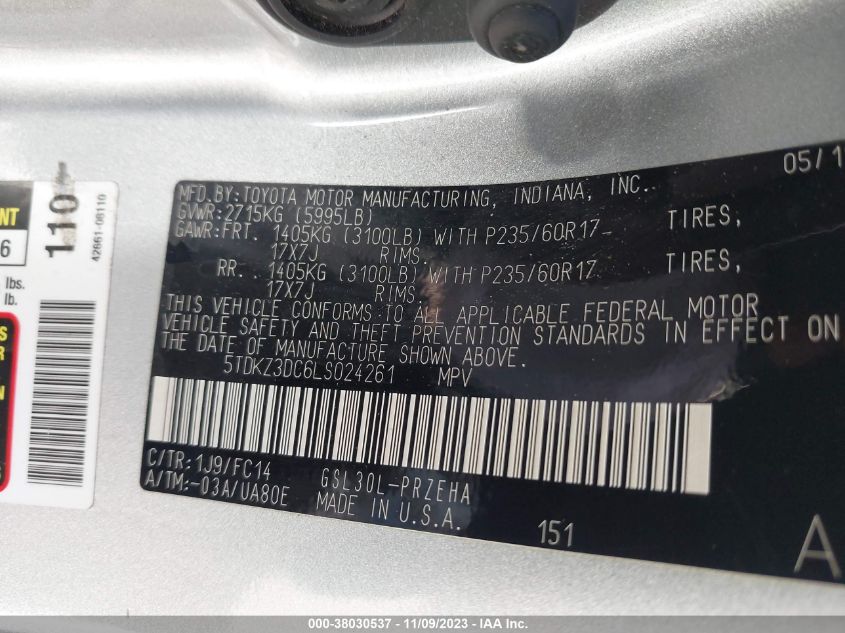 05/1
MFD.BY:TOYOTA MOTOR MANUFACTURING, INDIANA, INC.
GVWR:2715KG (5995LB)
GAWR:FRT. 1405KG (3100LB) WITH P235/60R17 TIRES,
17X7J RIMS
RR. 1405KG (3100LB) WITH P235/60R17 TIRES,
17X7J RIMS
THIS VEHICLE CONFORMS TO ALL APPLICABLE FEDERAL MOTOR
VEHICLE SAFETY AND THEFT PREVENTION STANDARDS IN EFFECT ON
THE DATE OF MANUFACTURE SHOWN ABOVE.
5TDKZ3DC6LS024261 MPV
C/TR:1J9/FC14 GSL30L-PRZEHA
A/TM:-03A/UA80E MADE IN U.S.A.
151
A
NT
6
lbs.
lb.
S
R
110
42661-08110
000-38030537 - 11/09/2023 - IAA Inc.